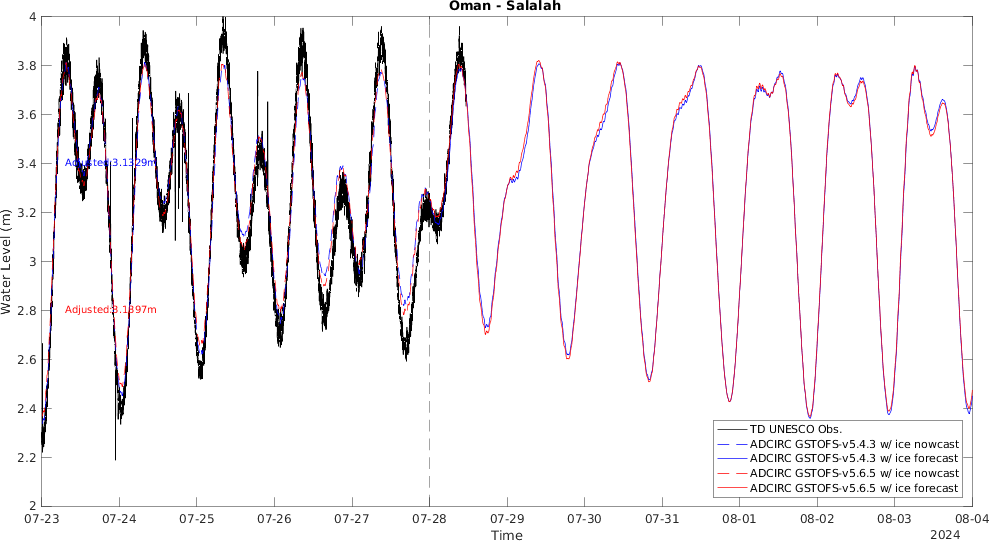 Oman - Salalah
4
3.8
3.6
3.4
3.2
3
2.8
2.6
2.4
2.2
2
Water Level (m)
Adjusted:3.1329m
Adjusted:3.1397m
TD UNESCO Obs.
ADCIRC GSTOFS-v5.4.3 w/ ice nowcast
ADCIRC GSTOFS-v5.4.3 w/ ice forecast
ADCIRC GSTOFS-v5.6.5 w/ ice nowcast
ADCIRC GSTOFS-v5.6.5 w/ ice forecast
07-23 07-24 07-25 07-26 07-27 07-28 07-29 07-30 07-31 08-01 08-02 08-03 08-04
Time
2024